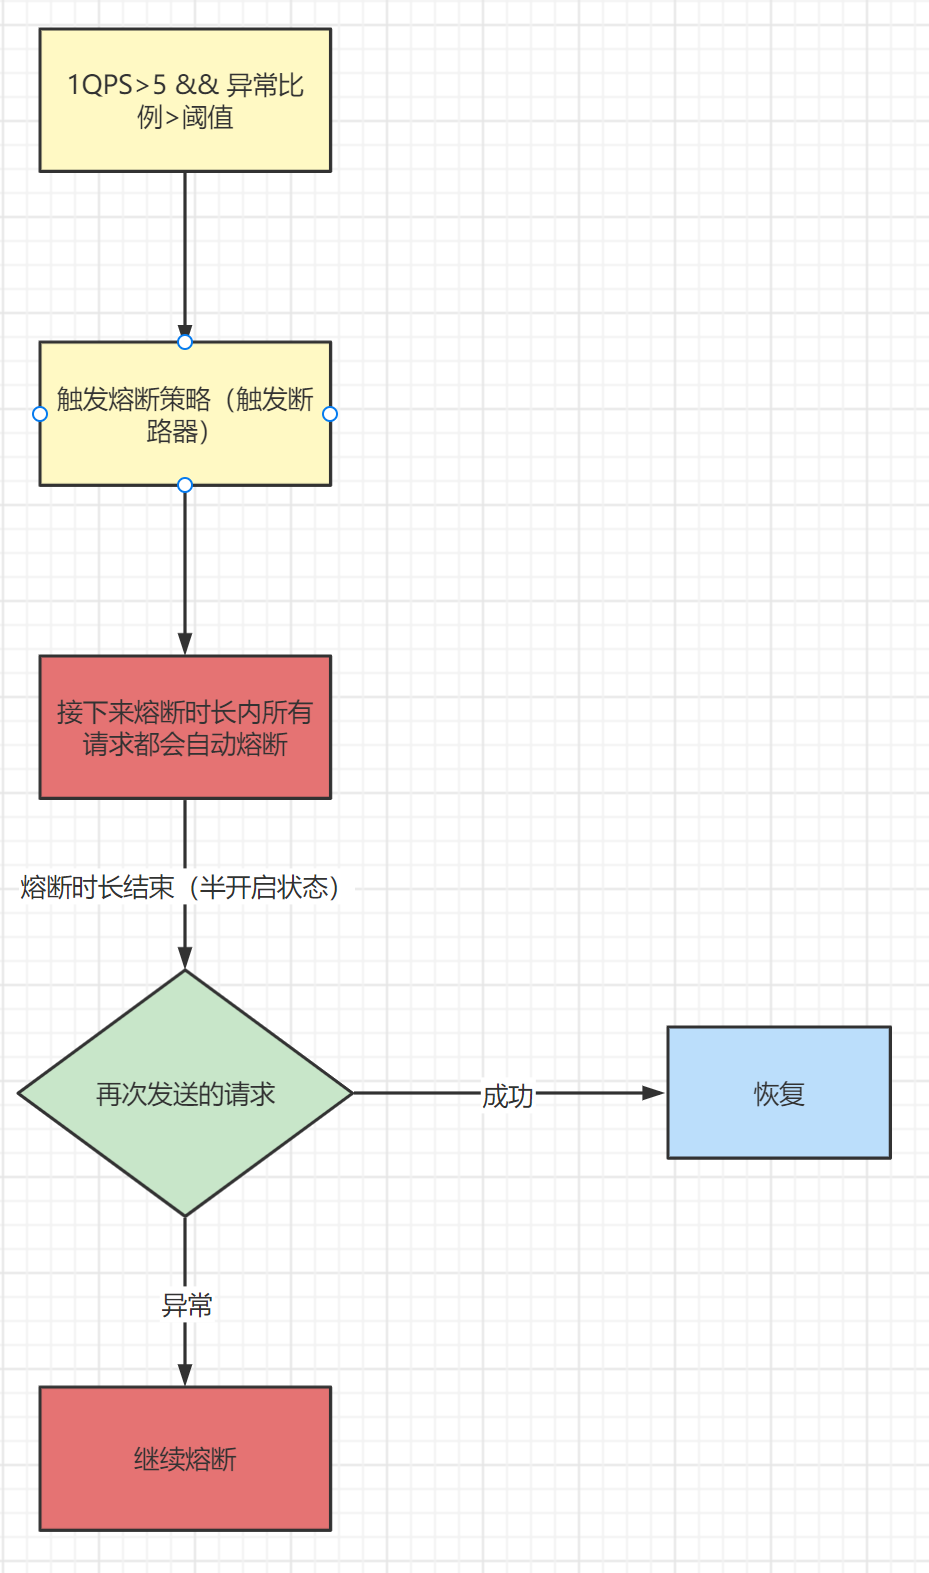 1QPS>5 && 异常比
例>阈值
触发熔断策略（触发断
路器）
接下来熔断时长内所有
请求都会自动熔断
熔断时长结束（半开启状态）
再次发送的请求
成功
恢复
异常
继续熔断